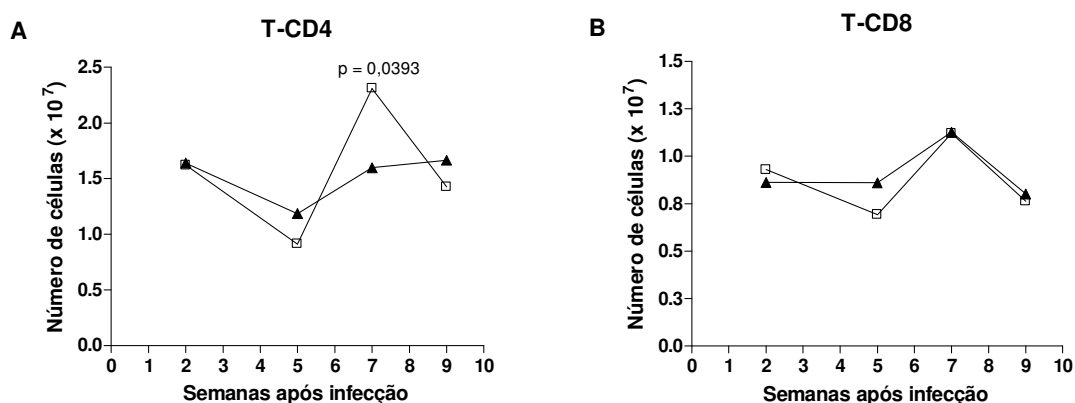 A
T-CD4
p = 0,0393
Número de células (x 10⁷)
2.5
2.0
1.5
1.0
0.5
0.0
0 1 2 3 4 5 6 7 8 9 10
Semanas após infecção
B
T-CD8
Número de células (x 10⁷)
1.5
1.3
1.0
0.8
0.5
0.3
0.0
0 1 2 3 4 5 6 7 8 9 10
Semanas após infecção